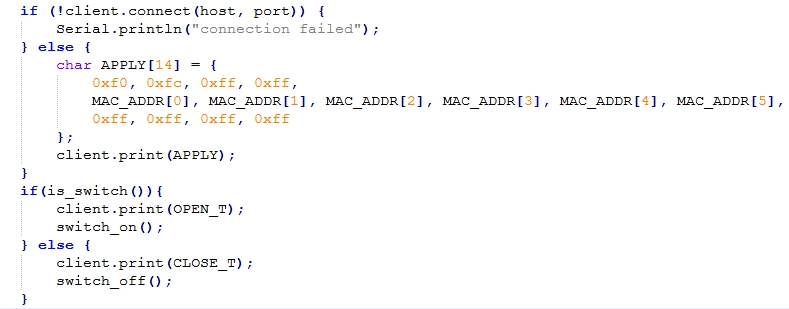 if (!client.connect(host, port)) {
    Serial.println("connection failed");
} else {
    char APPLY[14] = {
        0xf0, 0xfc, 0xff, 0xff,
        MAC_ADDR[0], MAC_ADDR[1], MAC_ADDR[2], MAC_ADDR[3], MAC_ADDR[4], MAC_ADDR[5],
        0xff, 0xff, 0xff, 0xff
    };
    client.print(APPLY);
}
if(is_switch()){
    client.print(OPEN_T);
    switch_on();
} else {
    client.print(CLOSE_T);
    switch_off();
}